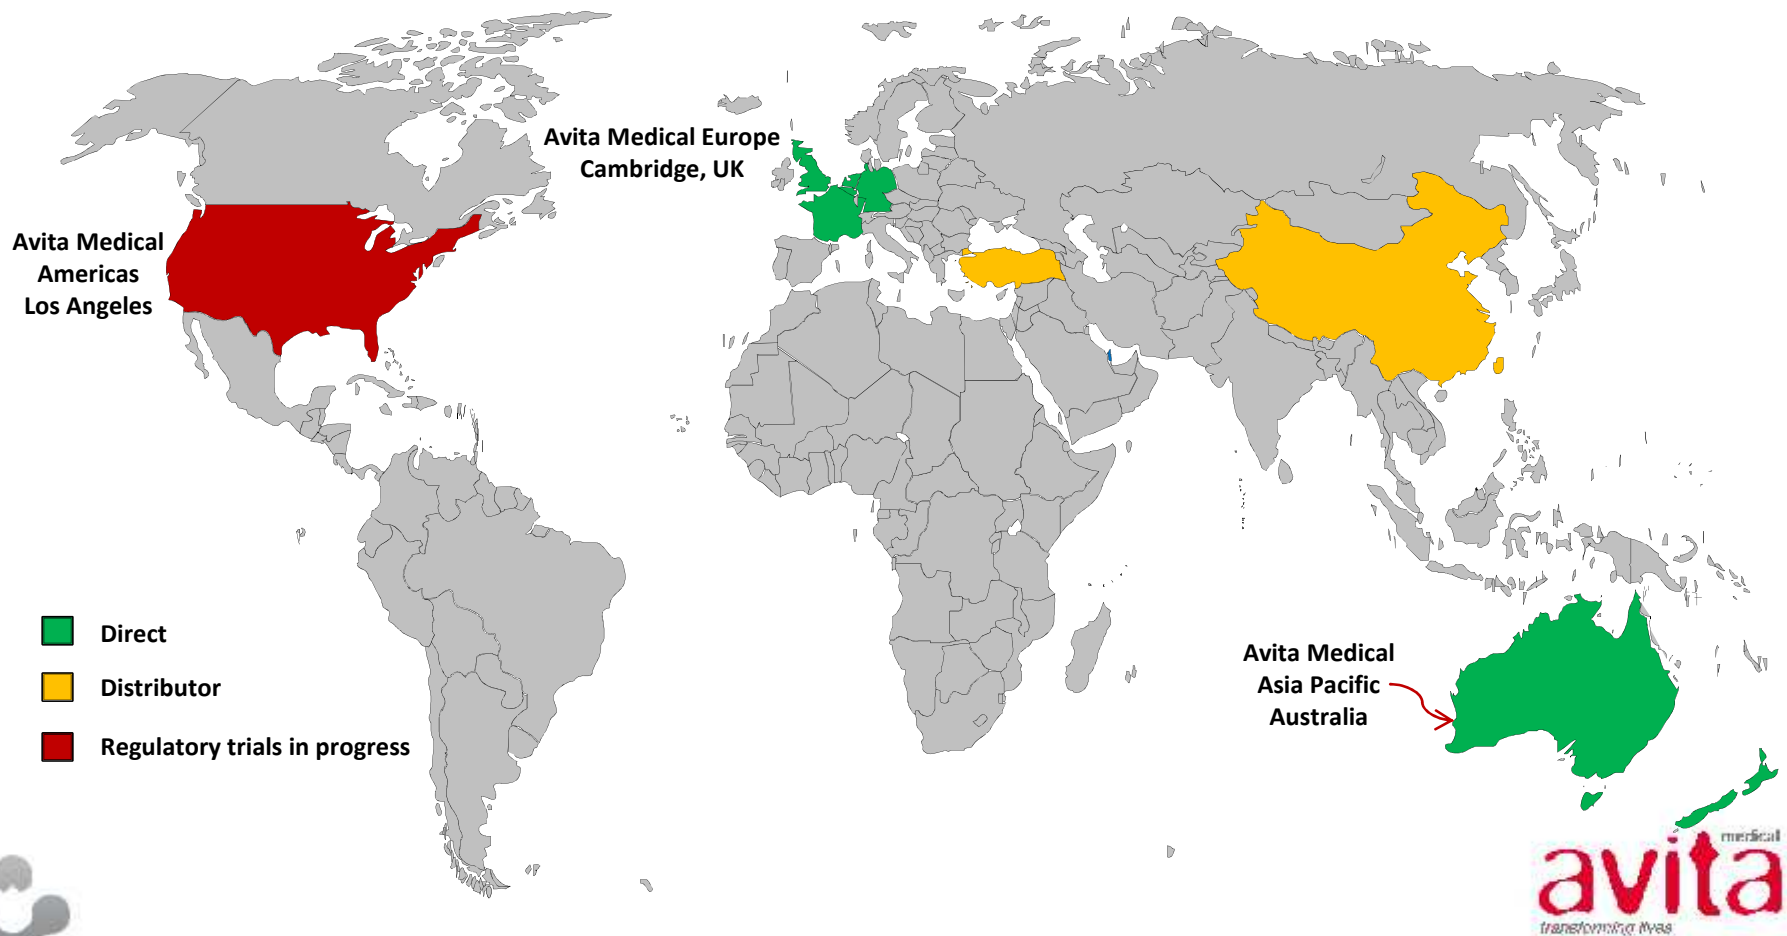 Avita Medical Europe
Cambridge, UK
Avita Medical
Americas
Los Angeles
Direct
Distributor
Regulatory trials in progress
Avita Medical
Asia Pacific
Australia
medical
avita
transforming lives